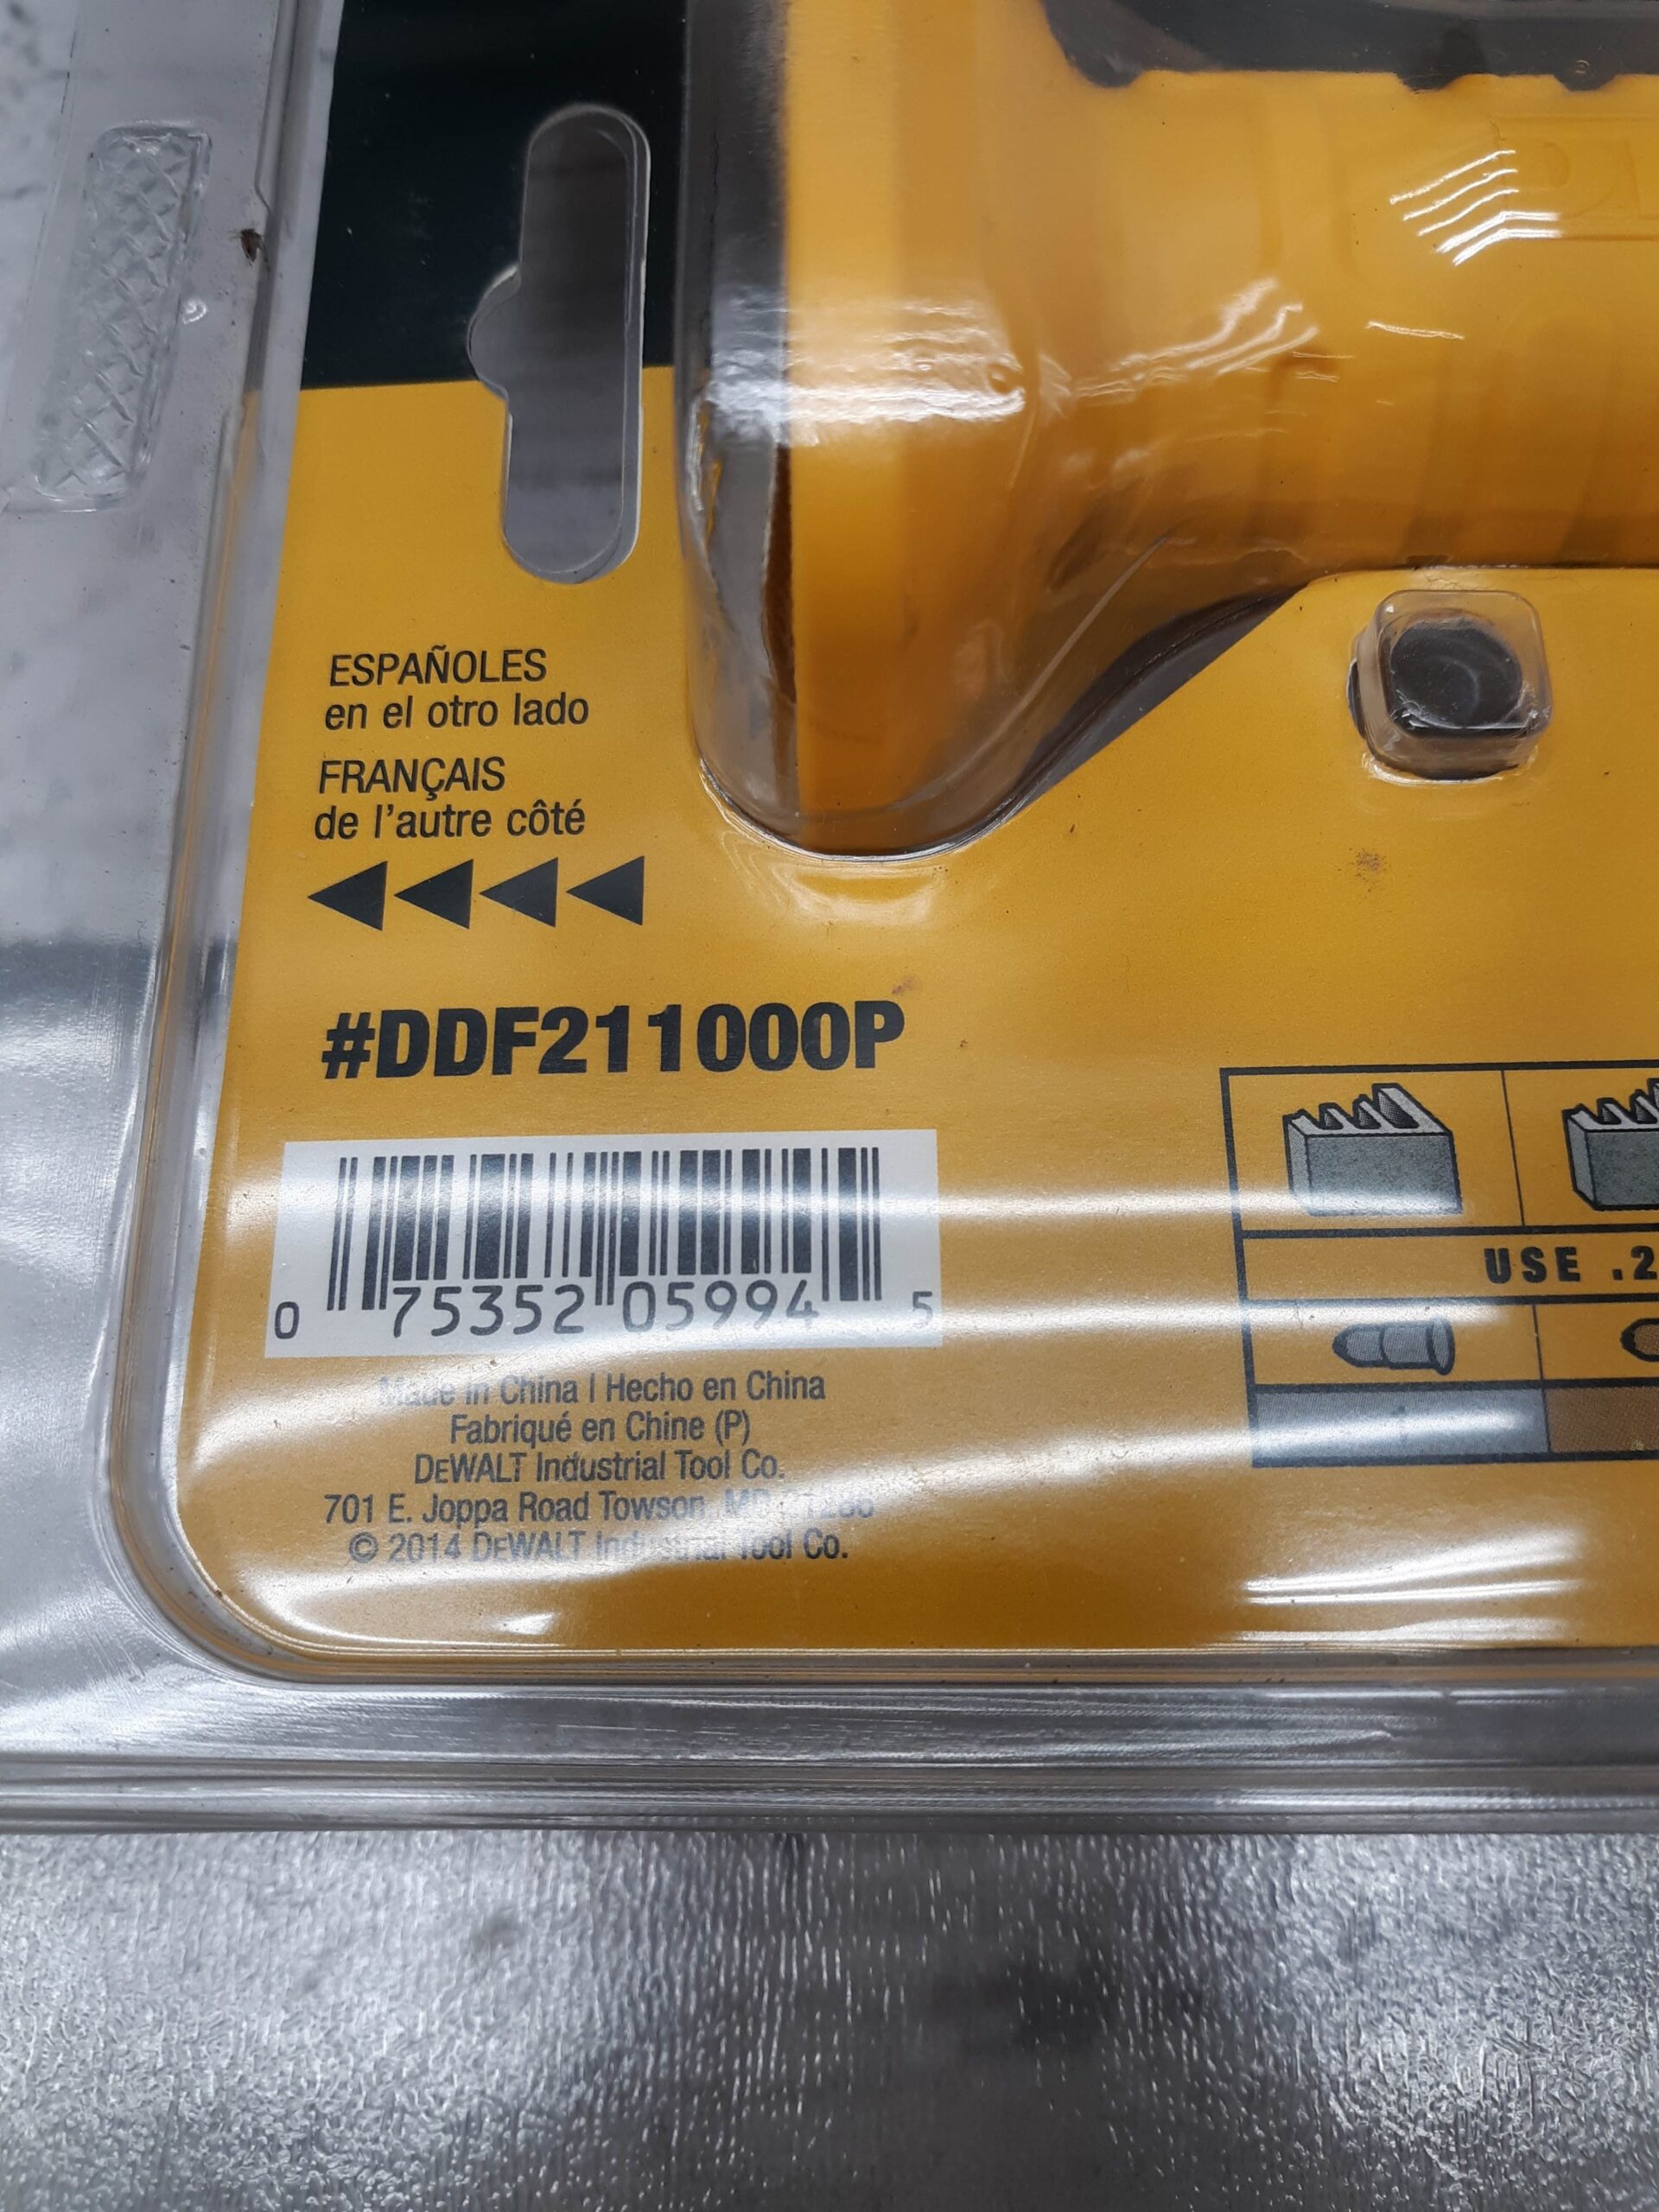 ESPAÑOLES
en el otro lado
FRANÇAIS
de l'autre côté
#DDF211000P
0 75352 05994 5
Made in China | Hecho en China
Fabriqué en Chine (P)
DEWALT Industrial Tool Co.
701 E. Joppa Road Towson MD
© 2014 DEWALT Industrial Tool Co.
USE .2
1